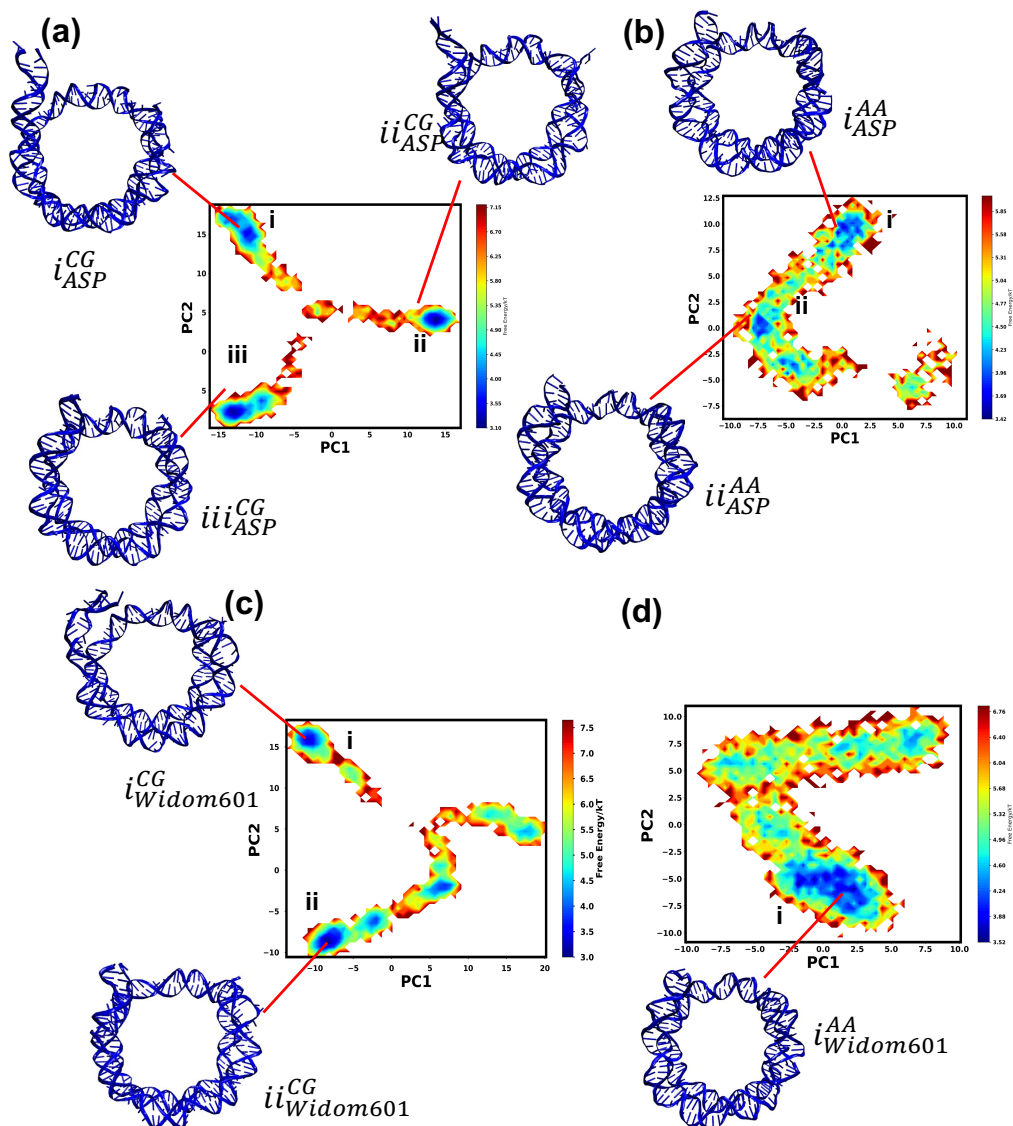 (a)
ii^{CG}_{ASP}
i^{CG}_{ASP}
i
ii
iii
PC2
15
10
5
0
5
10
−15 −10 −5 0 5 10 15
PC1
7.15
6.70
6.25
5.80
5.35
4.90
4.45
4.00
3.55
3.10
Free Energy/kT
iii^{CG}_{ASP}
(b)
i^{AA}_{ASP}
i
ii
PC2
12.5
10.0
7.5
5.0
2.5
0.0
−2.5
−5.0
−7.5
−10.0 −7.5 −5.0 −2.5 0.0 2.5 5.0 7.5 10.0
PC1
5.85
5.58
5.31
5.04
4.77
4.50
4.23
3.96
3.69
3.42
Free Energy/kT
ii^{AA}_{ASP}
(c)
i^{CG}_{Widom601}
i
ii
PC2
15
10
5
0
−5
−10
−10 −5 0 5 10 15 20
PC1
7.5
7.0
6.5
6.0
5.5
5.0
4.5
4.0
3.5
3.0
Free Energy/kT
ii^{CG}_{Widom601}
(d)
i
PC2
10.0
7.5
5.0
2.5
0.0
−2.5
−5.0
−7.5
−10.0
−10.0 −7.5 −5.0 −2.5 0.0 2.5 5.0 7.5 10.0
PC1
6.76
6.40
6.04
5.68
5.32
4.96
4.60
4.24
3.88
3.52
Free Energy/kT
i^{AA}_{Widom601}